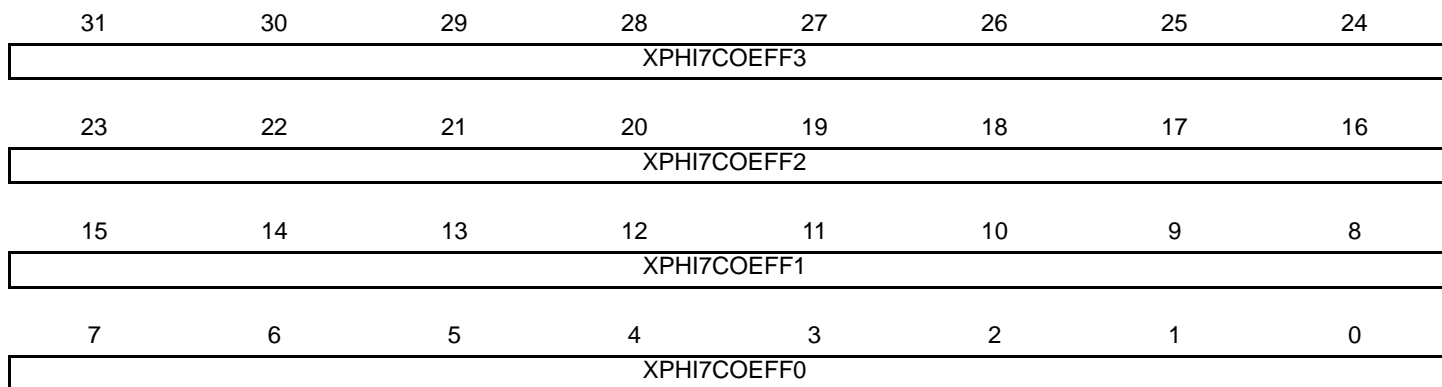 31 30 29 28 27 26 25 24
XPHI7COEFF3
23 22 21 20 19 18 17 16
XPHI7COEFF2
15 14 13 12 11 10 9 8
XPHI7COEFF1
7 6 5 4 3 2 1 0
XPHI7COEFF0